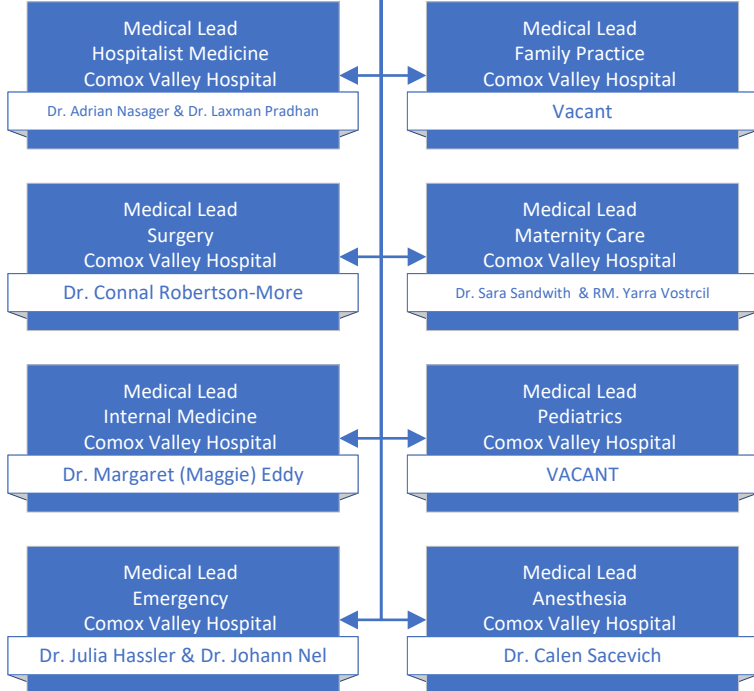 Medical Lead
Hospitalist Medicine
Comox Valley Hospital
Dr. Adrian Nasager & Dr. Laxman Pradhan
Medical Lead
Family Practice
Comox Valley Hospital
Vacant
Medical Lead
Surgery
Comox Valley Hospital
Dr. Connal Robertson-More
Medical Lead
Maternity Care
Comox Valley Hospital
Dr. Sara Sandwith & RM. Yarra Vostrcil
Medical Lead
Internal Medicine
Comox Valley Hospital
Dr. Margaret (Maggie) Eddy
Medical Lead
Pediatrics
Comox Valley Hospital
VACANT
Medical Lead
Emergency
Comox Valley Hospital
Dr. Julia Hassler & Dr. Johann Nel
Medical Lead
Anesthesia
Comox Valley Hospital
Dr. Calen Sacevich